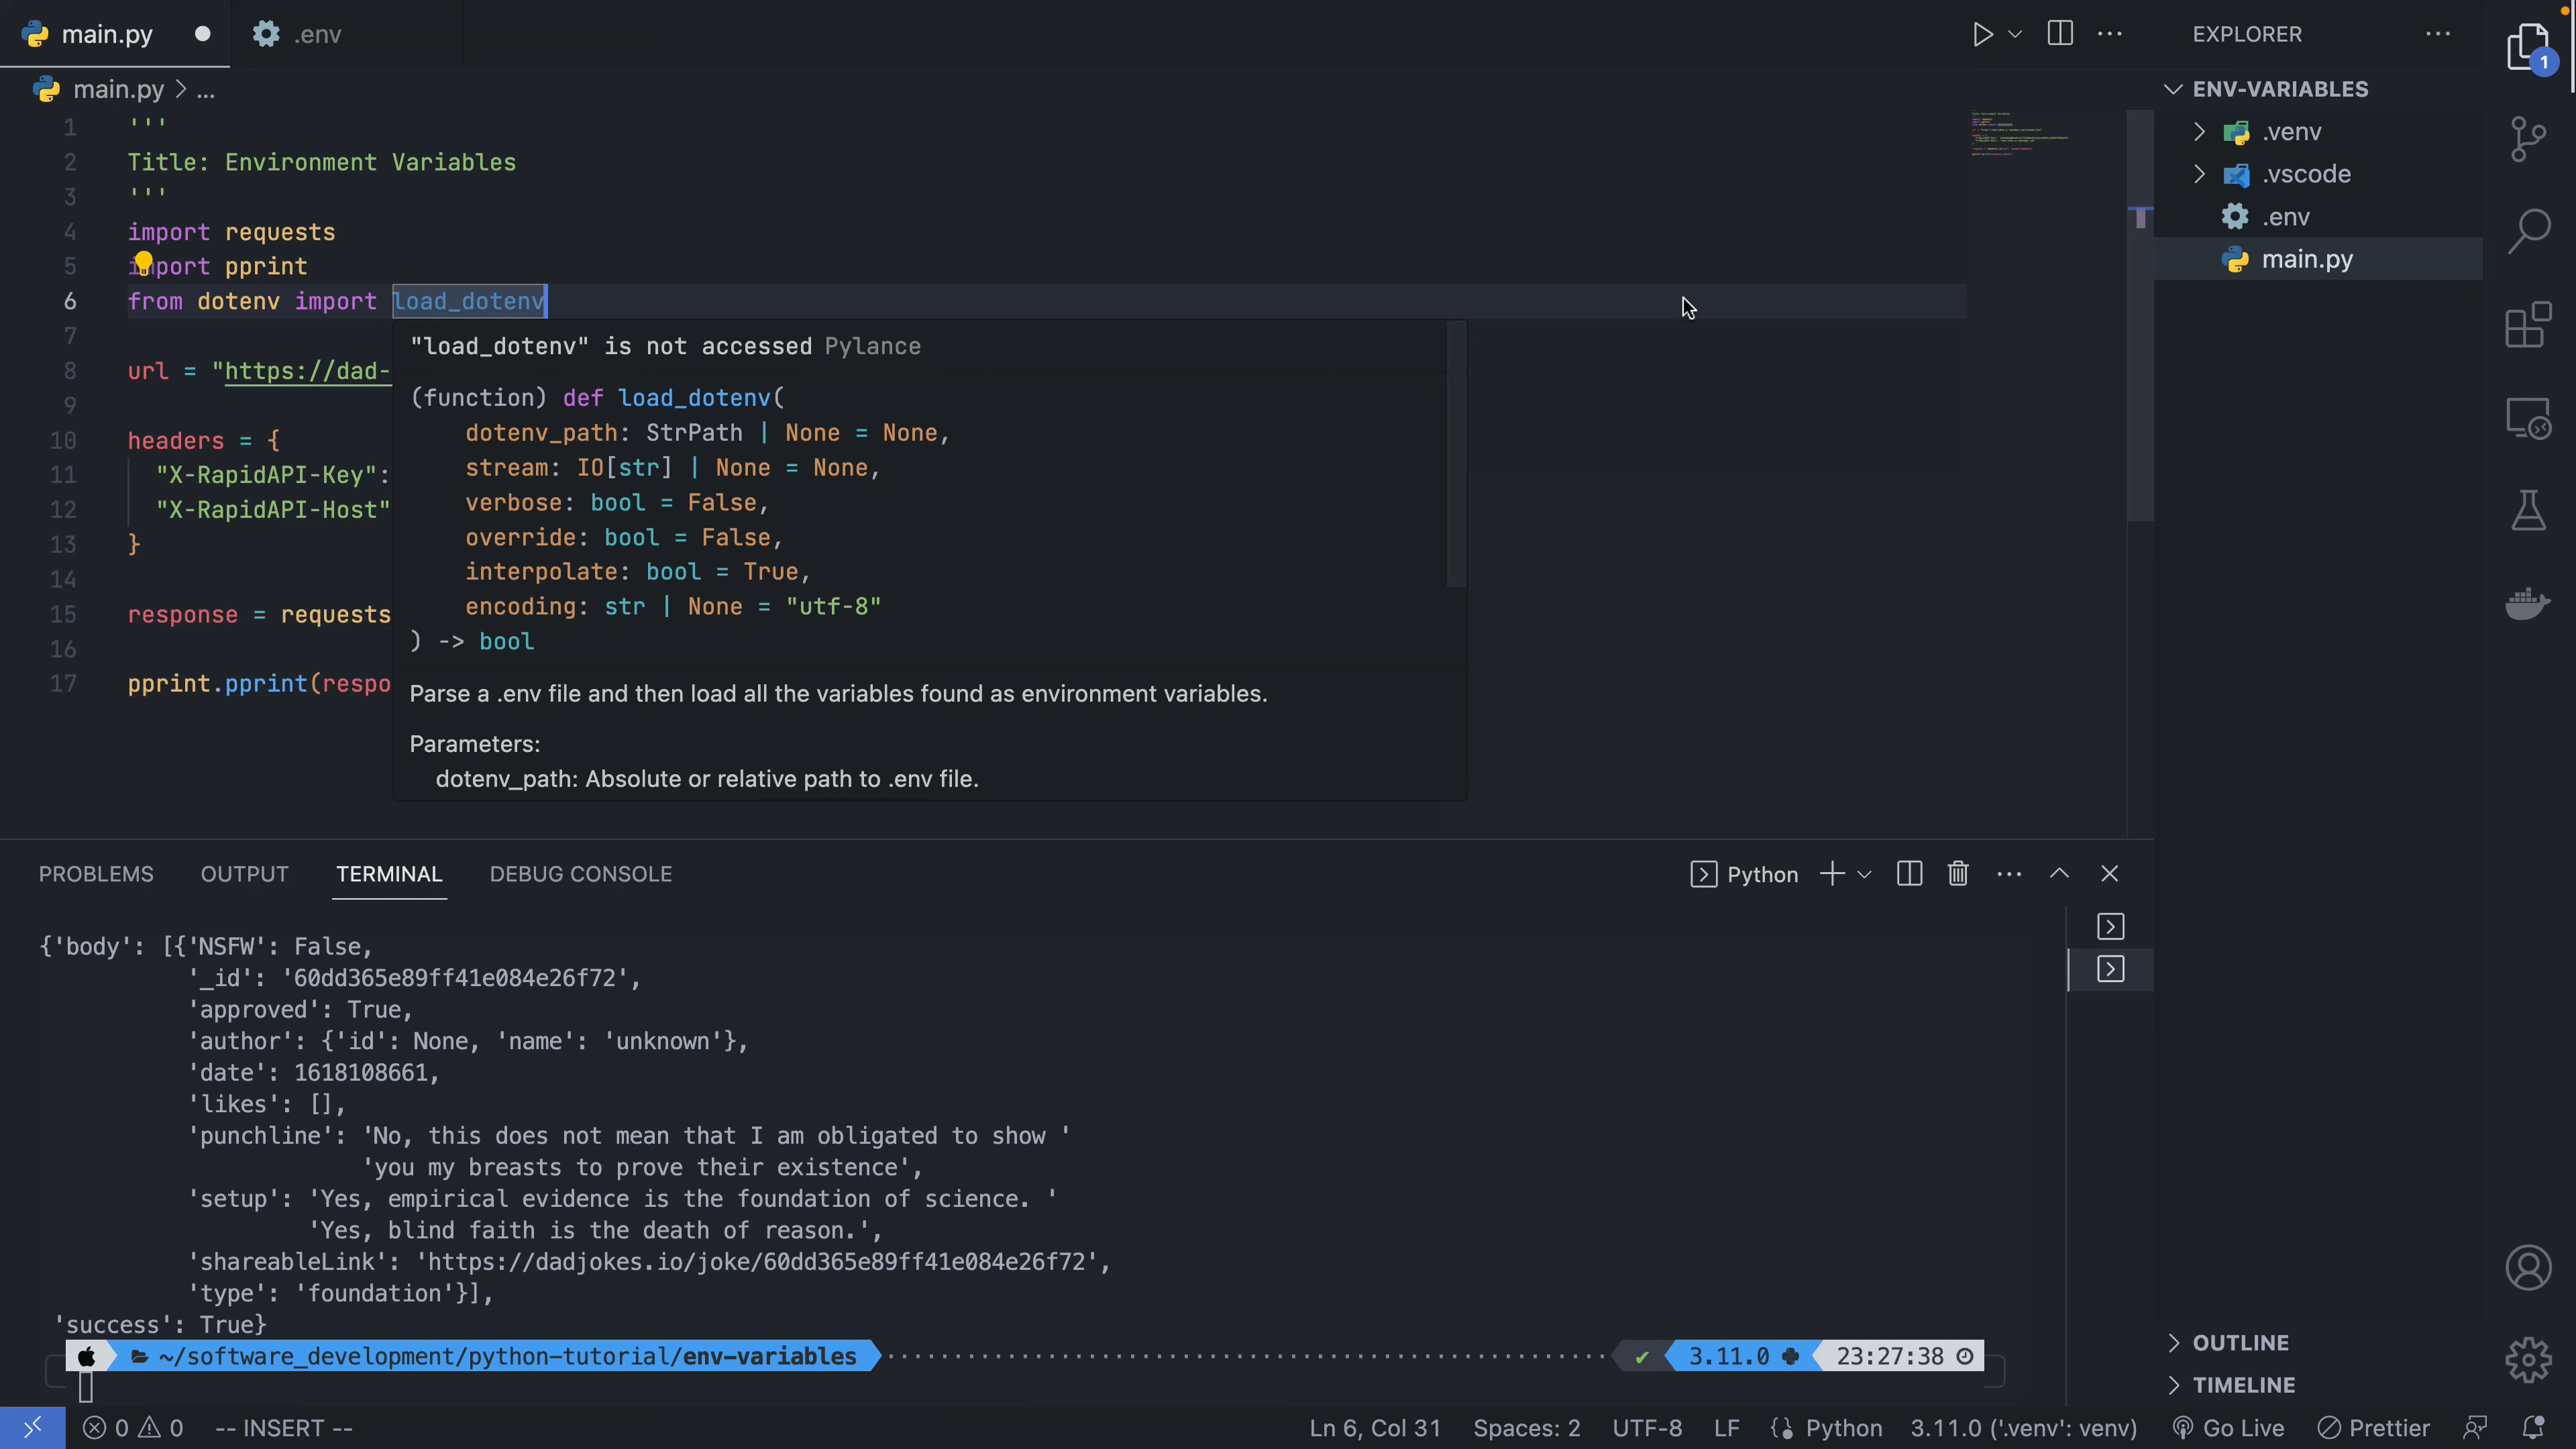 main.py
.env
EXPLORER
1
main.py > ...
ENV-VARIABLES
.venv
.vscode
.env
main.py
1 '''
2 Title: Environment Variables
3 '''
4 import requests
5 import pprint
6 from dotenv import load_dotenv
7
8 url = "https://dad-
9
10 headers = {
11 "X-RapidAPI-Key":
12 "X-RapidAPI-Host"
13 }
14
15 response = requests
16
17 pprint.pprint(respo
"load_dotenv" is not accessed Pylance
(function) def load_dotenv(
dotenv_path: StrPath | None = None,
stream: IO[str] | None = None,
verbose: bool = False,
override: bool = False,
interpolate: bool = True,
encoding: str | None = "utf-8"
) -> bool
Parse a .env file and then load all the variables found as environment variables.
Parameters:
dotenv_path: Absolute or relative path to .env file.
PROBLEMS OUTPUT TERMINAL DEBUG CONSOLE
Python
{'body': [{'NSFW': False,
'_id': '60dd365e89ff41e084e26f72',
'approved': True,
'author': {'id': None, 'name': 'unknown'},
'date': 1618108661,
'likes': [],
'punchline': 'No, this does not mean that I am obligated to show '
'you my breasts to prove their existence',
'setup': 'Yes, empirical evidence is the foundation of science. '
'Yes, blind faith is the death of reason.',
'shareableLink': 'https://dadjokes.io/joke/60dd365e89ff41e084e26f72',
'type': 'foundation'}],
'success': True}
~/software_development/python-tutorial/env-variables
3.11.0
23:27:38
OUTLINE
TIMELINE
0 0 -- INSERT --
Ln 6, Col 31 Spaces: 2 UTF-8 LF Python 3.11.0 ('.venv': venv) Go Live Prettier